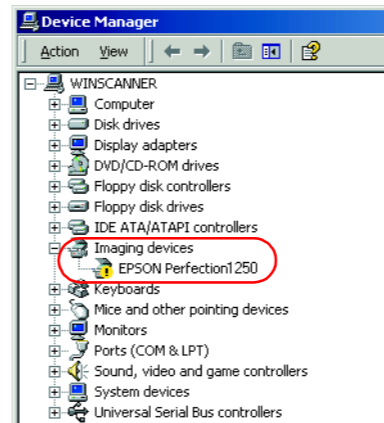 Device Manager
Action View
WINSCANNER
Computer
Disk drives
Display adapters
DVD/CD-ROM drives
Floppy disk controllers
Floppy disk drives
IDE ATA/ATAPI controllers
Imaging devices
EPSON Perfection1250
Keyboards
Mice and other pointing devices
Monitors
Ports (COM & LPT)
Sound, video and game controllers
System devices
Universal Serial Bus controllers